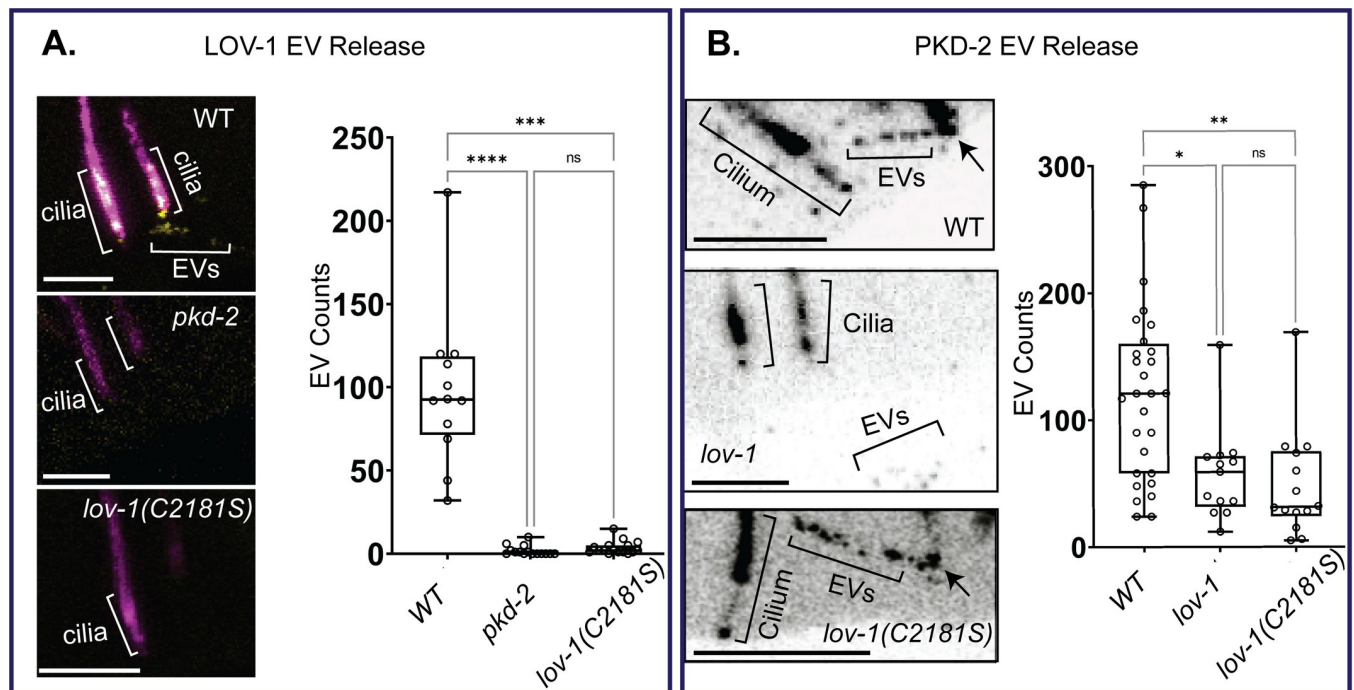 A.
LOV-1 EV Release
WT
cilia
cilia
EVs
pkd-2
cilia
lov-1(C2181S)
cilia
EV Counts
250
200
150
100
50
0
***
****
ns
WT
pkd-2
lov-1(C2181S)
B.
PKD-2 EV Release
Cilium
EVs
WT
Cilia
EVs
lov-1
Cilium
EVs
lov-1(C2181S)
EV Counts
300
200
100
0
**
*
ns
WT
lov-1
lov-1(C2181S)